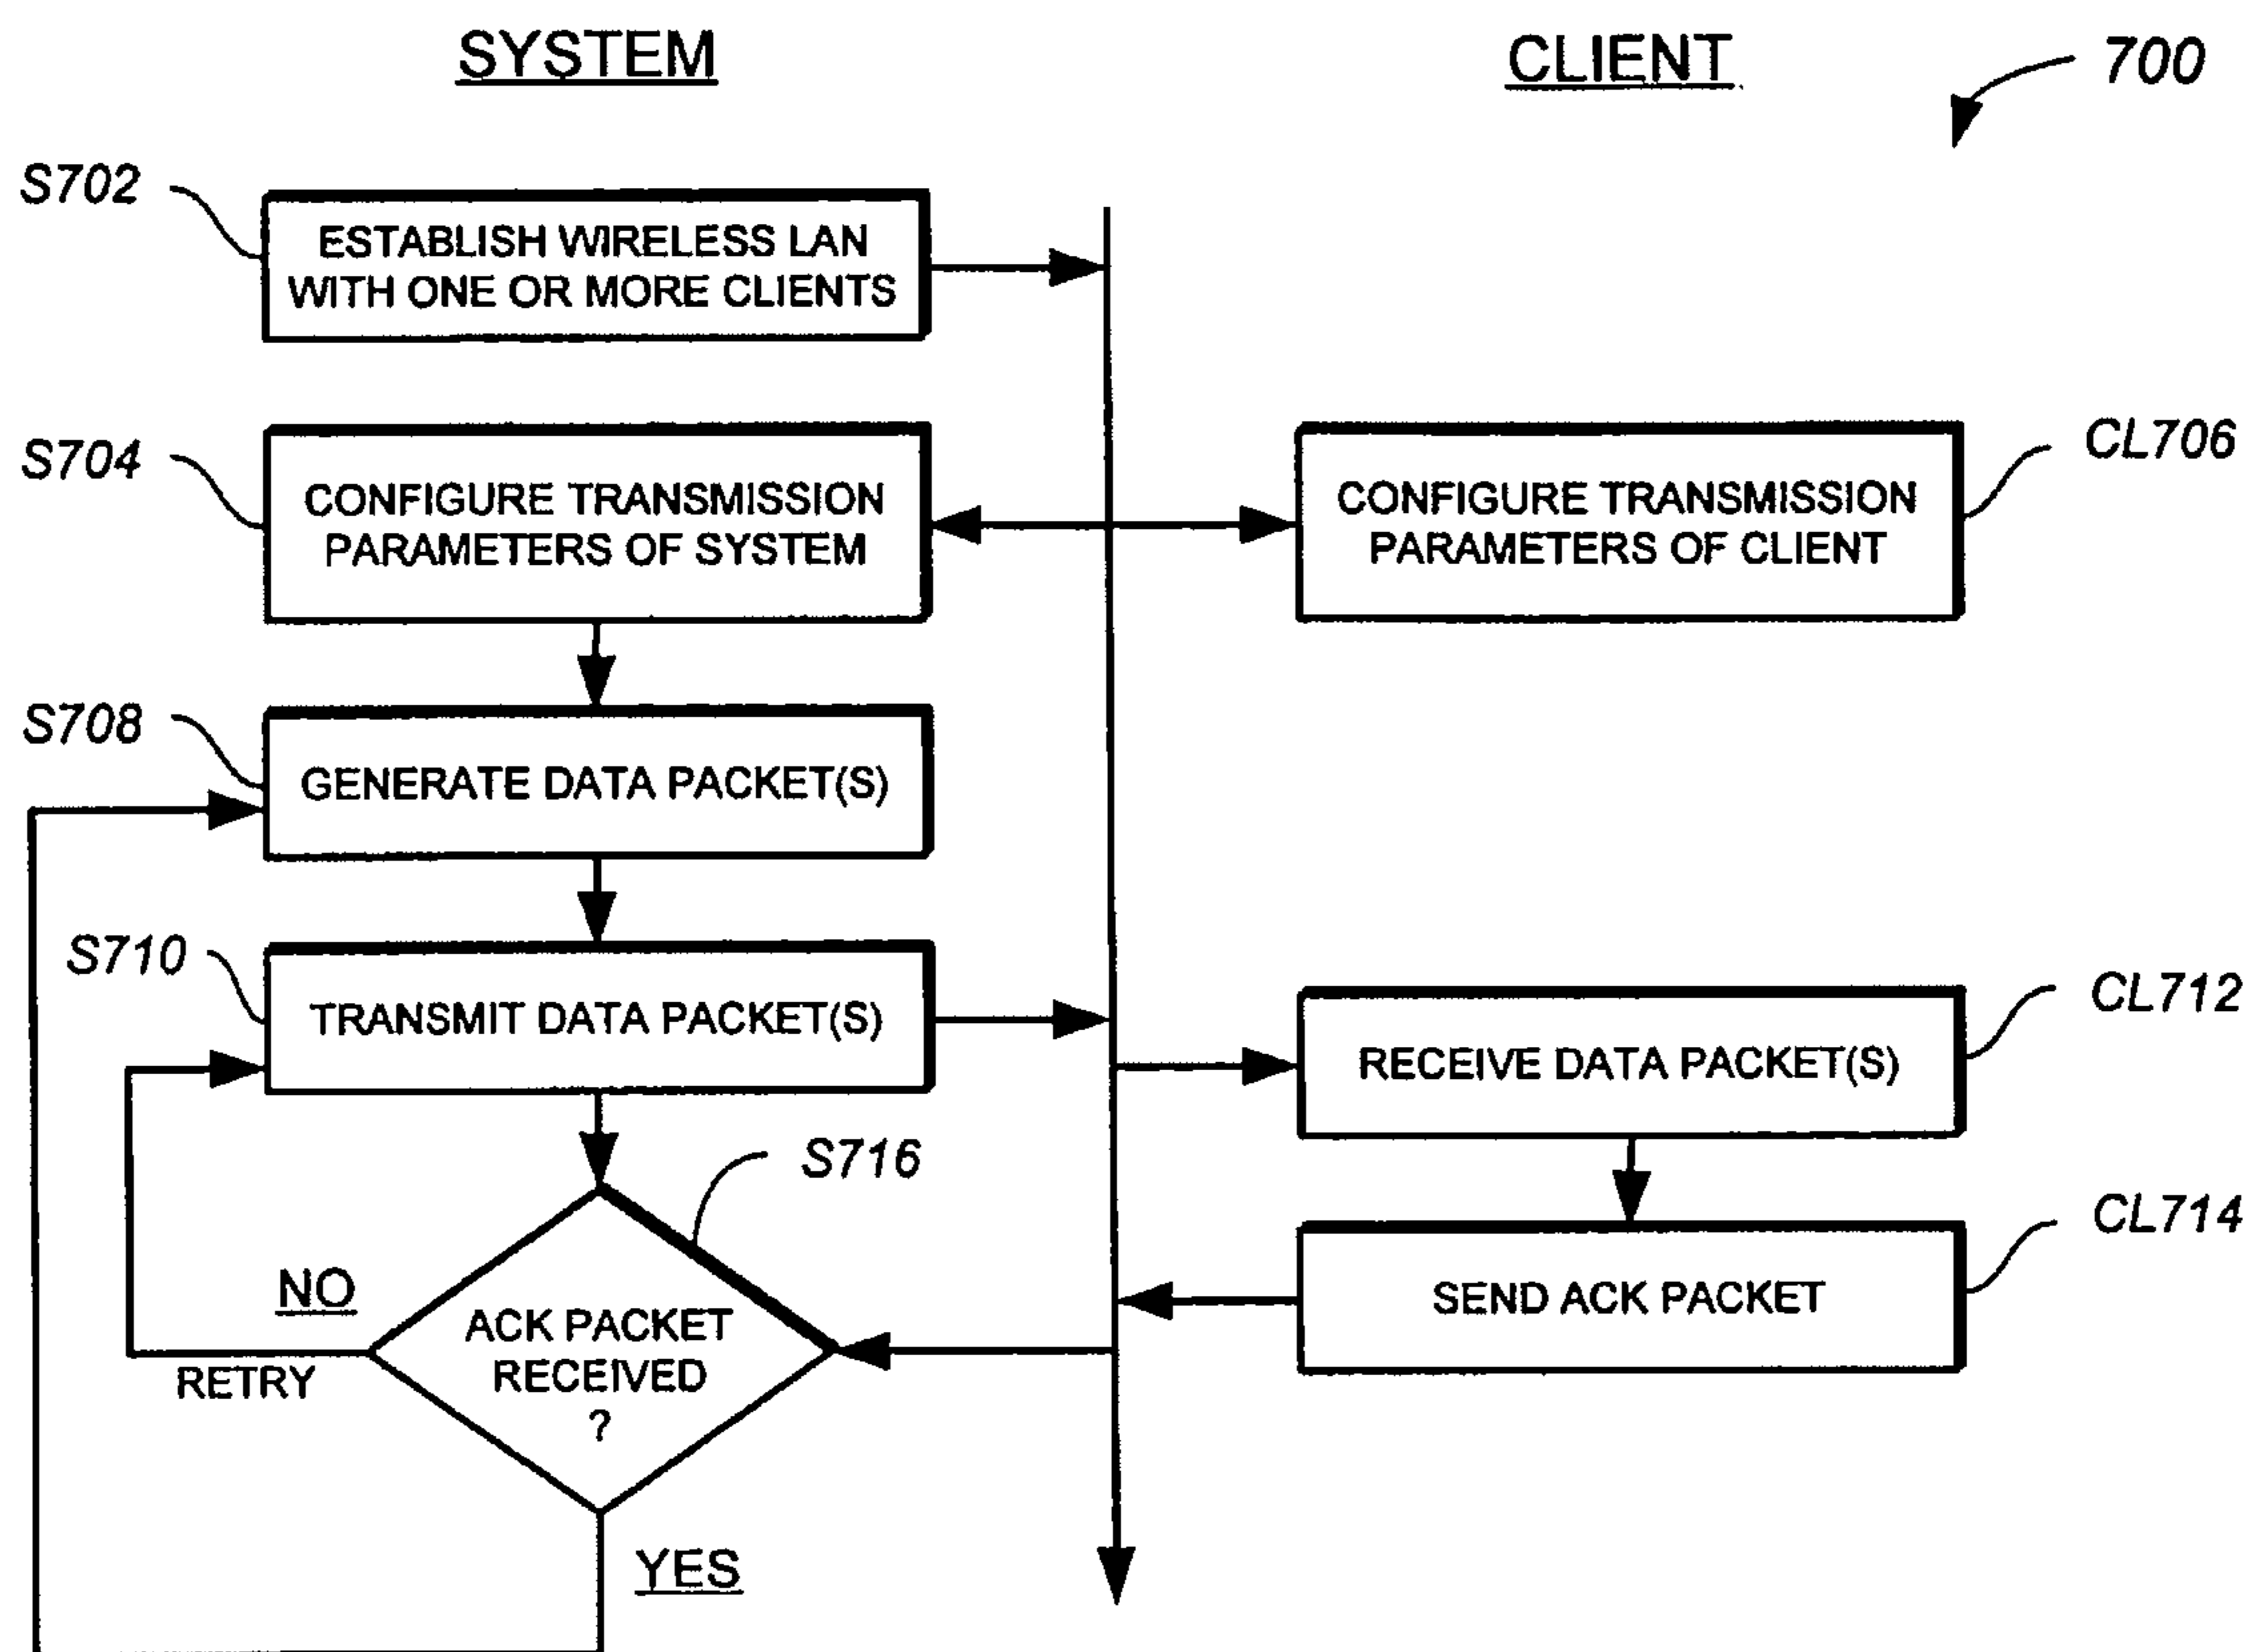 SYSTEM
CLIENT
700
S702
ESTABLISH WIRELESS LAN
WITH ONE OR MORE CLIENTS
S704
CONFIGURE TRANSMISSION
PARAMETERS OF SYSTEM
CL706
CONFIGURE TRANSMISSION
PARAMETERS OF CLIENT
S708
GENERATE DATA PACKET(S)
S710
TRANSMIT DATA PACKET(S)
CL712
RECEIVE DATA PACKET(S)
S716
CL714
SEND ACK PACKET
NO
RETRY
ACK PACKET
RECEIVED
?
YES